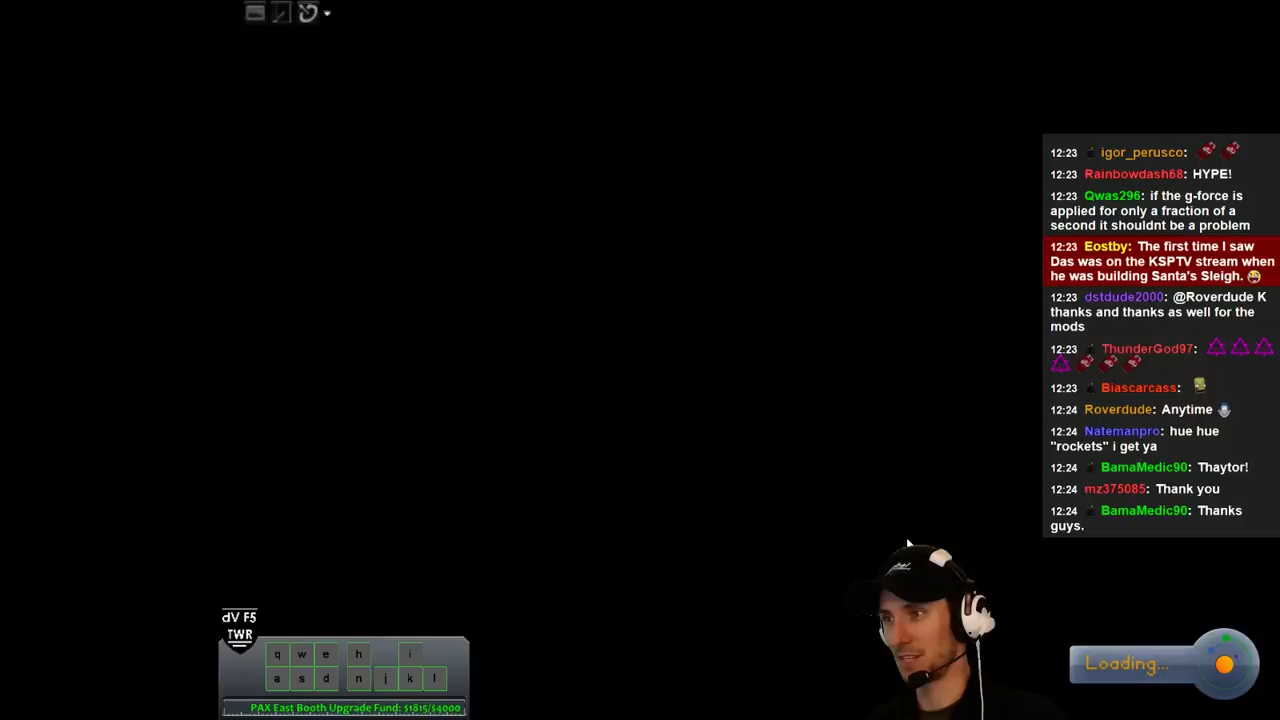 12:23 igor_perusco:
12:23 Rainbowdash68: HYPE!
12:23 Qwas296: if the g-force is
applied for only a fraction of a
second it shouldnt be a problem
12:23 Eostby: The first time I saw
Das was on the KSPTV stream when
he was building Santa's Sleigh.
12:23 dstdude2000: @Roverdude K
thanks and thanks as well for the
mods
12:23 ThunderGod97:
12:23 Biascarcass:
12:24 Roverdude: Anytime
12:24 Natemanpro: hue hue
"rockets" i get ya
12:24 BamaMedic90: Thaytor!
12:24 mz375085: Thank you
12:24 BamaMedic90: Thanks
guys.
dV F5
TWR
q w e h i
a s d n j k l
PAX East Booth Upgrade Fund: $1815/$4000
Loading...